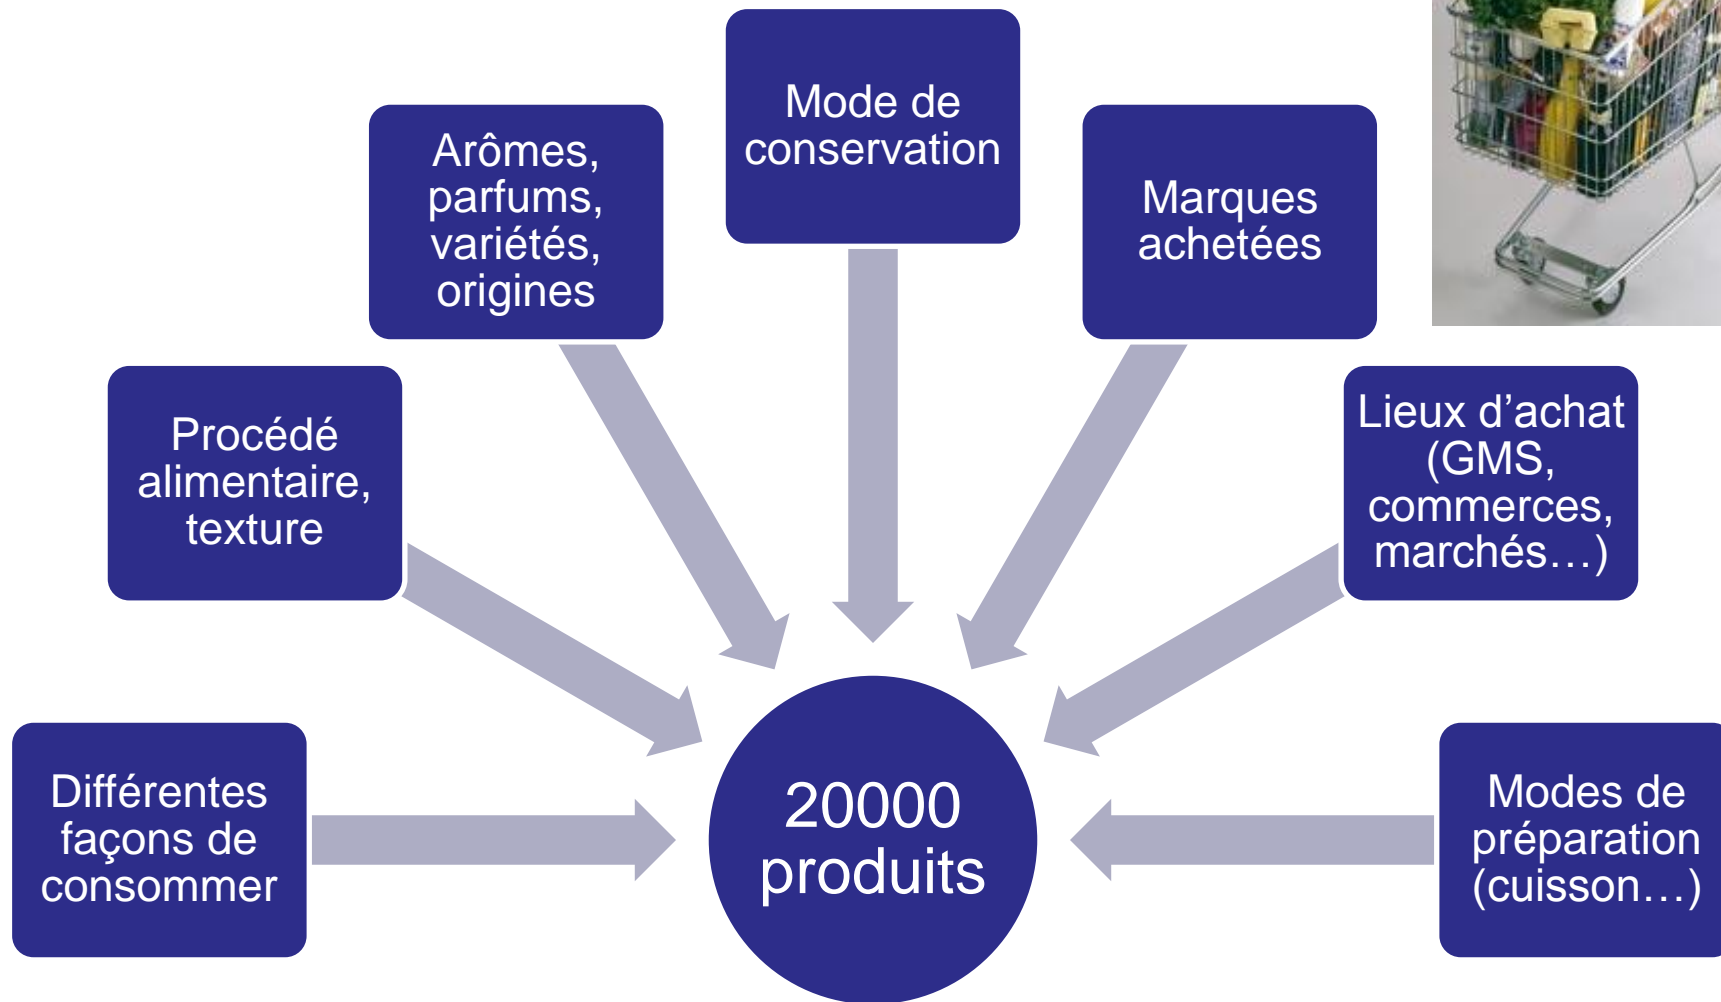 Mode de
conservation
Arômes,
parfums,
variétés,
origines
Marques
achetées
Procédé
alimentaire,
texture
Lieux d’achat
(GMS,
commerces,
marchés…)
Différentes
façons de
consommer
20000
produits
Modes de
préparation
(cuisson…)